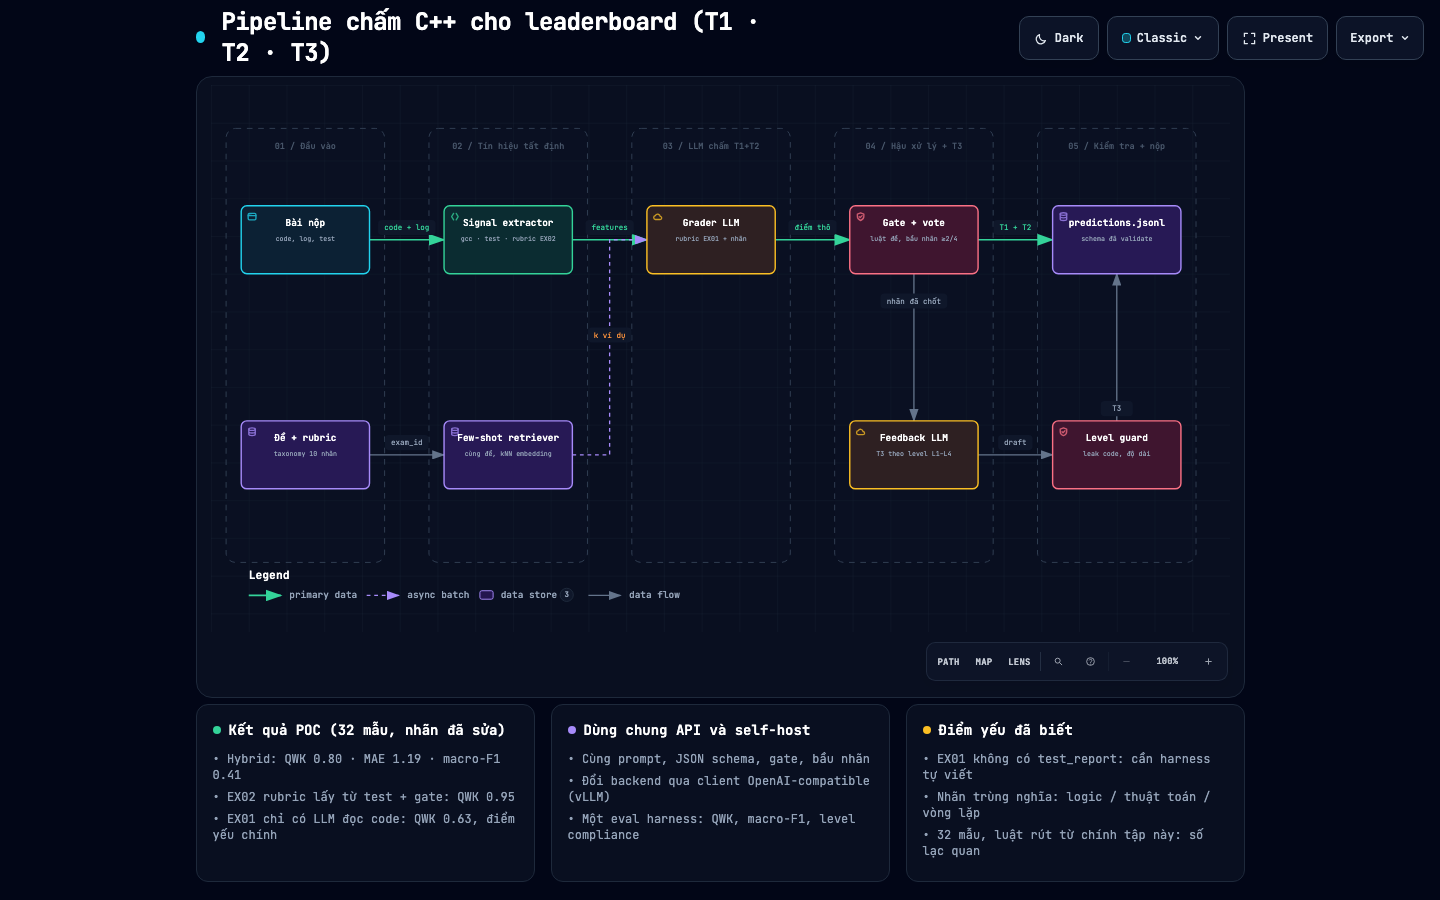 Pipeline chấm C++ cho leaderboard (T1 ·
T2 · T3)
Dark
Classic
Present
Export
01 / Đầu vào
02 / Tín hiệu tất định
03 / LLM chấm T1+T2
04 / Hậu xử lý + T3
05 / Kiểm tra + nộp
Bài nộp
code, log, test
code + log
Signal extractor
gcc · test · rubric EX02
features
Grader LLM
rubric EX01 + nhãn
điểm thô
Gate + vote
luật đề, bầu nhãn ≥2/4
T1 + T2
predictions.jsonl
schema đã validate
nhãn đã chốt
k ví dụ
T3
Đề + rubric
taxonomy 10 nhãn
exam_id
Few-shot retriever
cùng đề, kNN embedding
Feedback LLM
T3 theo level L1-L4
draft
Level guard
leak code, độ dài
Legend
primary data
async batch
data store 3
data flow
PATH
MAP
LENS
100%
Kết quả POC (32 mẫu, nhãn đã sửa)
• Hybrid: QWK 0.80 · MAE 1.19 · macro-F1
0.41
• EX02 rubric lấy từ test + gate: QWK 0.95
• EX01 chỉ có LLM đọc code: QWK 0.63, điểm
yếu chính
Dùng chung API và self-host
• Cùng prompt, JSON schema, gate, bầu nhãn
• Đổi backend qua client OpenAI-compatible
(vLLM)
• Một eval harness: QWK, macro-F1, level
compliance
Điểm yếu đã biết
• EX01 không có test_report: cần harness
tự viết
• Nhãn trùng nghĩa: logic / thuật toán /
vòng lặp
• 32 mẫu, luật rút từ chính tập này: số
lạc quan